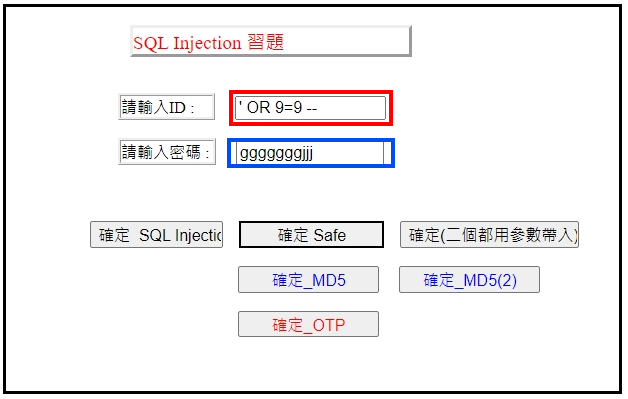 SQL Injection 習題
請輸入ID : ' OR 9=9 --
請輸入密碼 : gggggggjjj
確定 SQL Injectic 確定 Safe 確定(二個都用參數帶入)
確定_MD5 確定_MD5(2)
確定_OTP